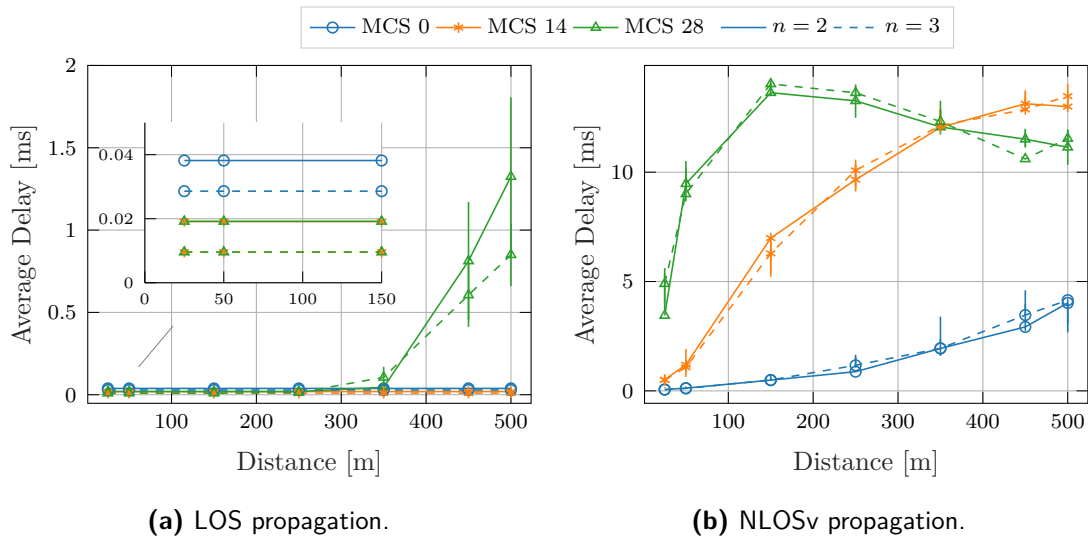 MCS 0 MCS 14 MCS 28 n = 2 n = 3
2
1.5
1
0.5
0
Average Delay [ms]
0.04
0.02
0
0 50 100 150
100 200 300 400 500
Distance [m]
(a) LOS propagation.
10
5
0
Average Delay [ms]
100 200 300 400 500
Distance [m]
(b) NLOSv propagation.